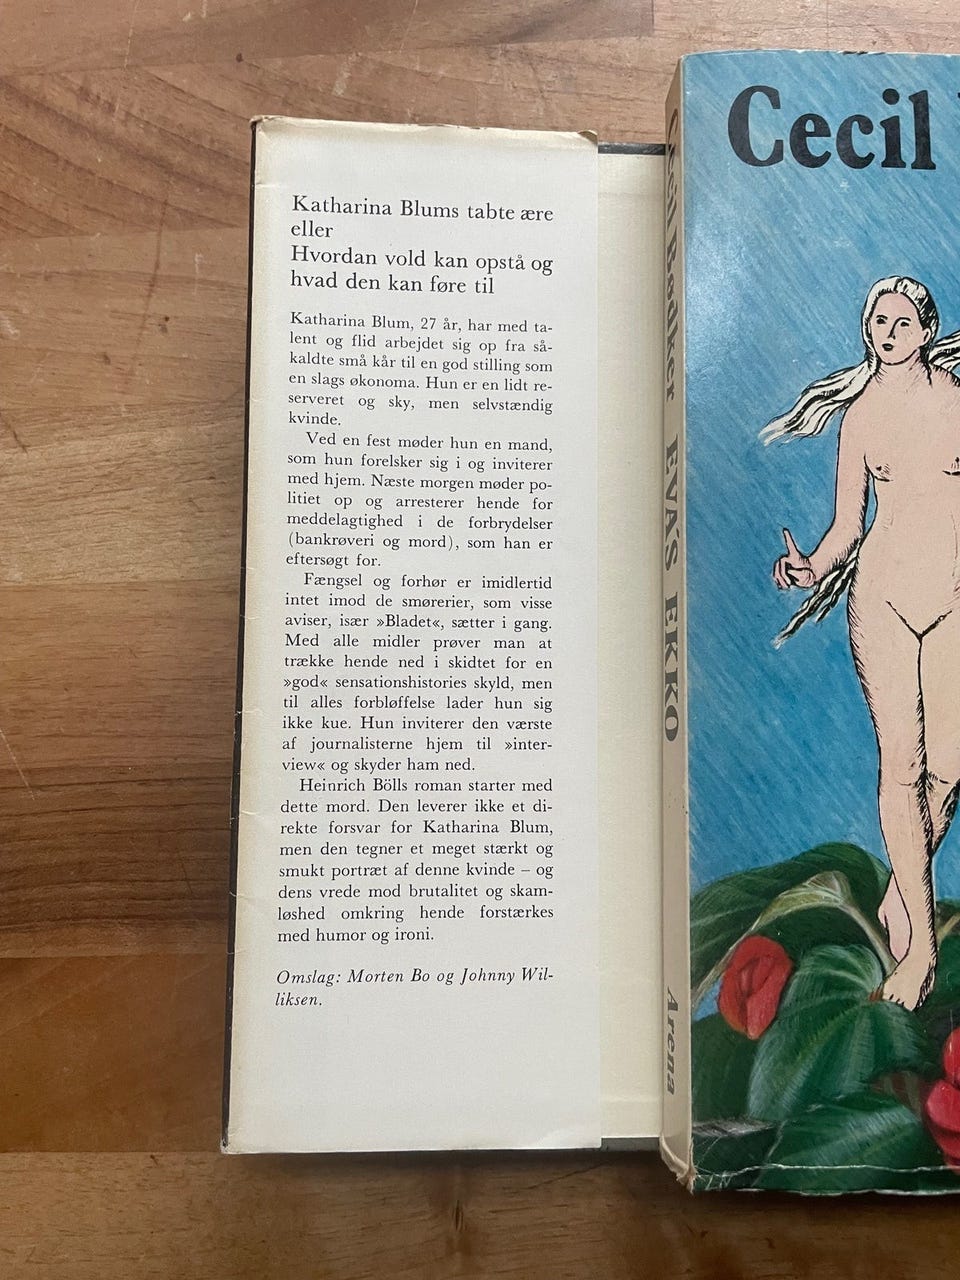 Katharina Blums tabte ære
eller
Hvordan vold kan opstå og
hvad den kan føre til
Katharina Blum, 27 år, har med ta-
lent og flid arbejdet sig op fra så-
kaldte små kår til en god stilling som
en slags økonoma. Hun er en lidt re-
serveret og sky, men selvstændig
kvinde.
Ved en fest møder hun en mand,
som hun forelsker sig i og inviterer
med hjem. Næste morgen møder po-
litiet op og arresterer hende for
meddelagtighed i de forbrydelser
(bankrøveri og mord), som han er
eftersøgt for.
Fængsel og forhør er imidlertid
intet imod de smørerier, som visse
aviser, især »Bladet«, sætter i gang.
Med alle midler prøver man at
trække hende ned i skidtet for en
»god« sensationshistories skyld, men
til alles forbløffelse lader hun sig
ikke kue. Hun inviterer den værste
af journalisterne hjem til »inter-
view« og skyder ham ned.
Heinrich Bölls roman starter med
dette mord. Den leverer ikke et di-
rekte forsvar for Katharina Blum,
men den tegner et meget stærkt og
smukt portræt af denne kvinde – og
dens vrede mod brutalitet og skam-
løshed omkring hende forstærkes
med humor og ironi.
Omslag: Morten Bo og Johnny Wil-
liksen.
Cecil Bødker EVA'S EKKO Arena
Cecil